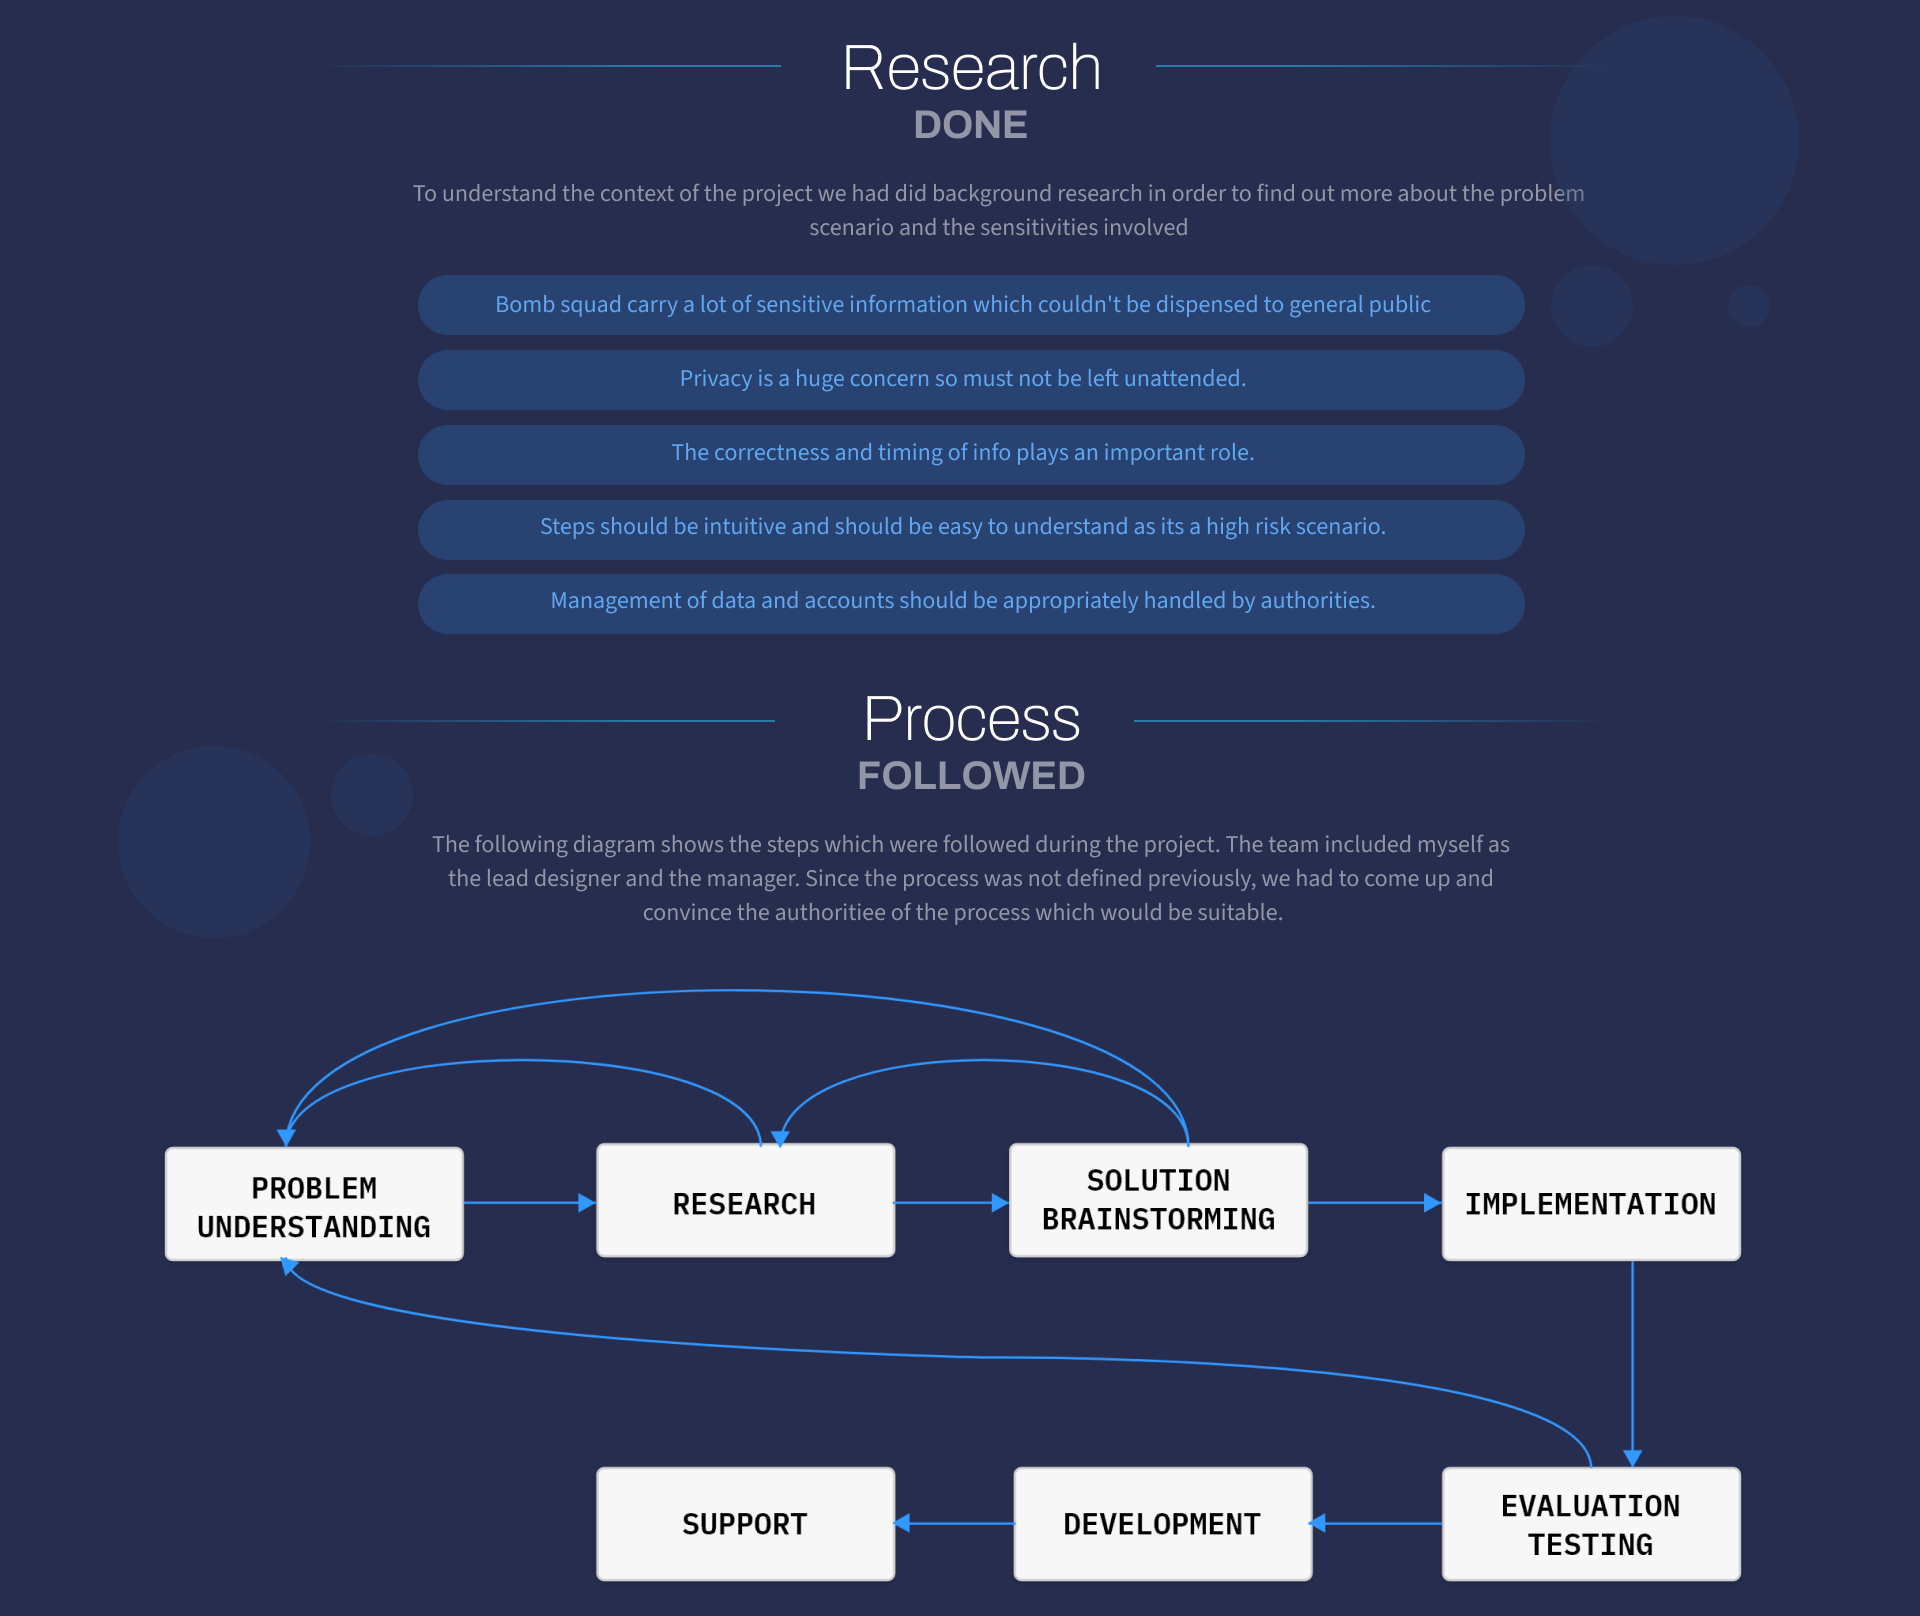 Research
DONE
To understand the context of the project we had did background research in order to find out more about the problem
scenario and the sensitivities involved
Bomb squad carry a lot of sensitive information which couldn't be dispensed to general public
Privacy is a huge concern so must not be left unattended.
The correctness and timing of info plays an important role.
Steps should be intuitive and should be easy to understand as its a high risk scenario.
Management of data and accounts should be appropriately handled by authorities.
Process
FOLLOWED
The following diagram shows the steps which were followed during the project. The team included myself as
the lead designer and the manager. Since the process was not defined previously, we had to come up and
convince the authoritiee of the process which would be suitable.
PROBLEM
UNDERSTANDING
RESEARCH
SOLUTION
BRAINSTORMING
IMPLEMENTATION
SUPPORT
DEVELOPMENT
EVALUATION
TESTING